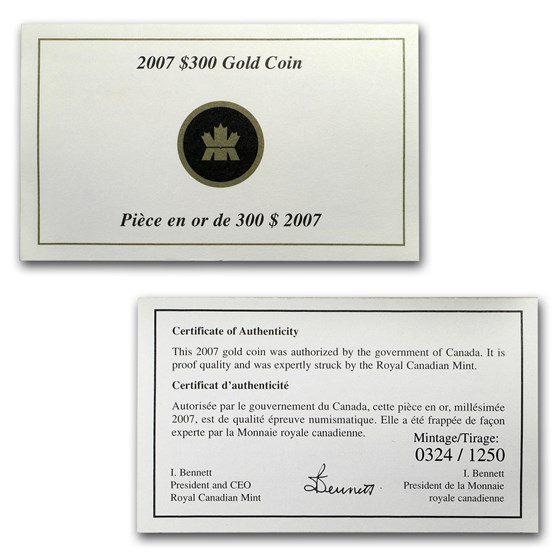 2007 $300 Gold Coin
Pièce en or de 300 $ 2007
Certificate of Authenticity
This 2007 gold coin was authorized by the government of Canada. It is
proof quality and was expertly struck by the Royal Canadian Mint.
Certificat d'authenticité
Autorisée par le gouvernement du Canada, cette pièce en or, millésimée
2007, est de qualité épreuve numismatique. Elle a été frappée de façon
experte par la Monnaie royale canadienne.
Mintage/Tirage:
0324 / 1250
I. Bennett
President and CEO
Royal Canadian Mint
IBennett
I. Bennett
President de la Monnaie
royale canadienne